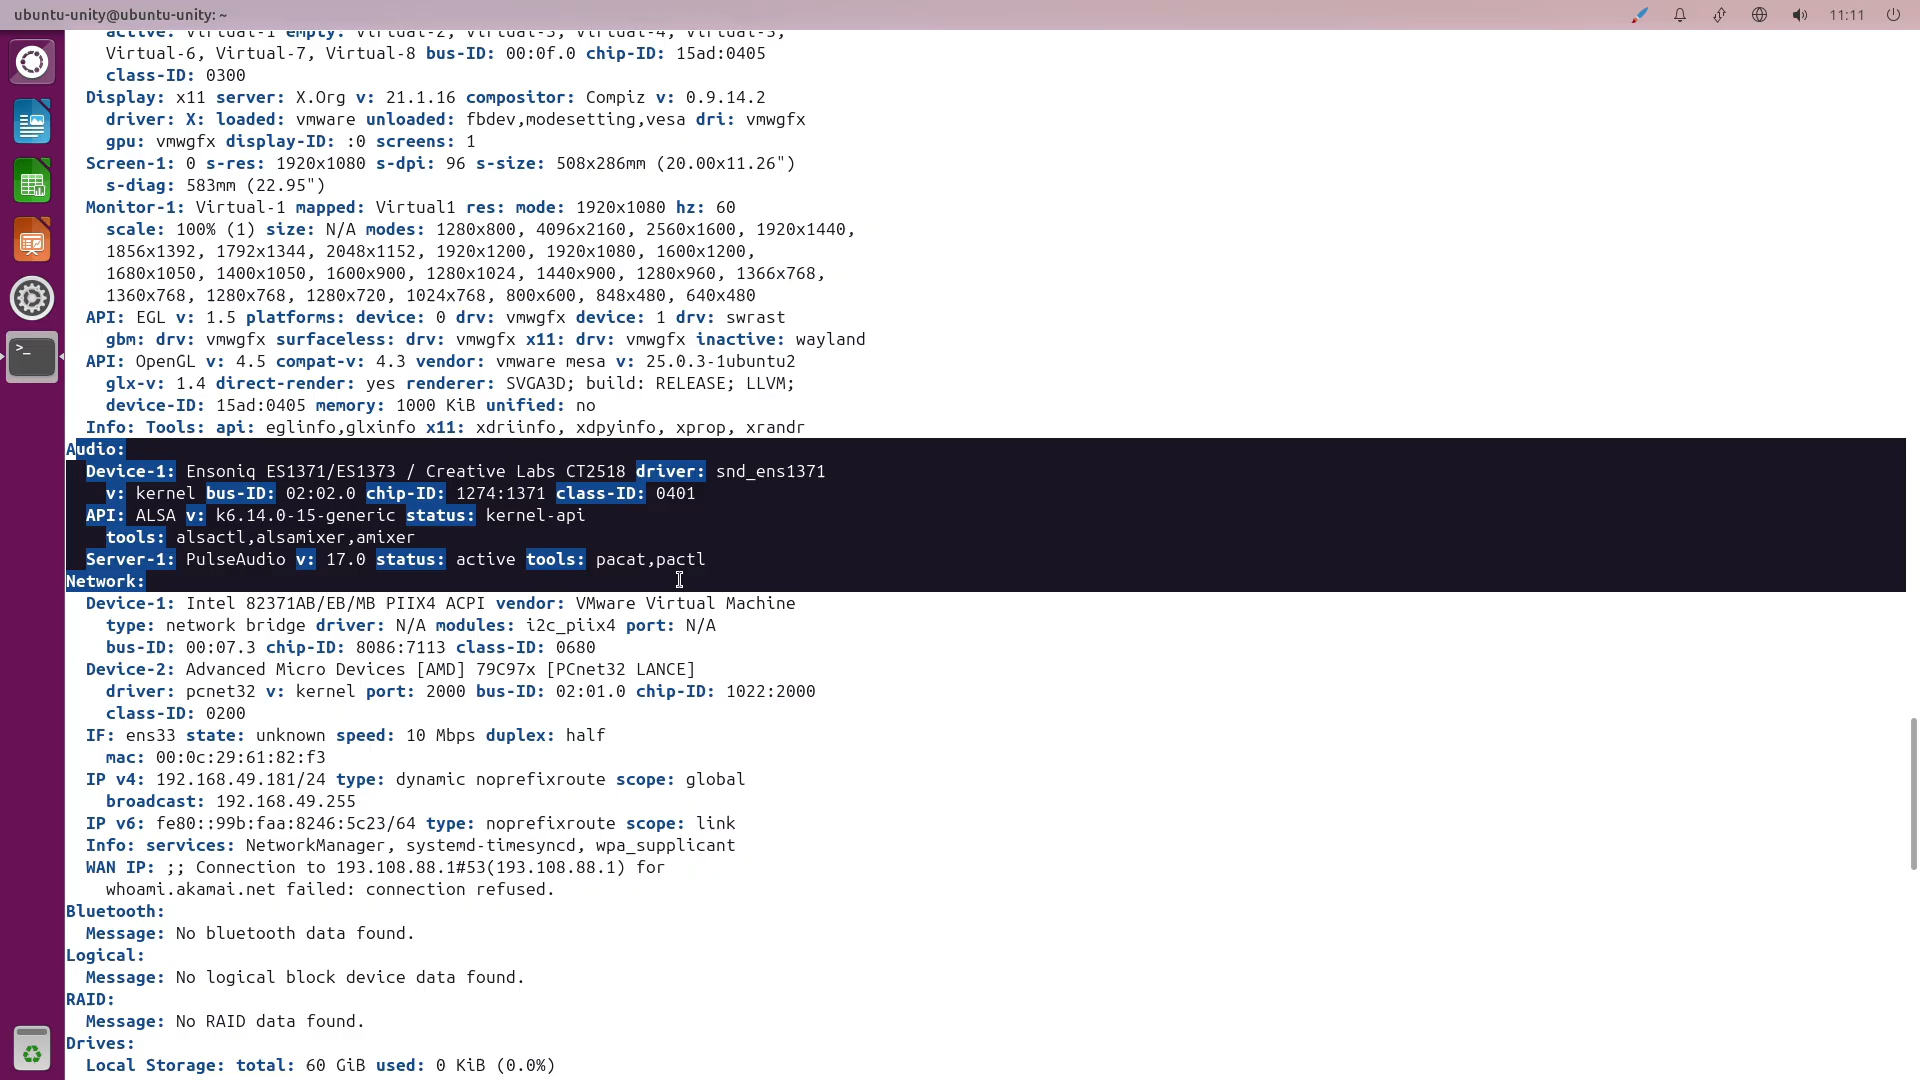 ubuntu-unity@ubuntu-unity: ~
11:11
active: Virtual-1 empty: Virtual-2, Virtual-3, Virtual-4, Virtual-5,
Virtual-6, Virtual-7, Virtual-8 bus-ID: 00:0f.0 chip-ID: 15ad:0405
class-ID: 0300
Display: x11 server: X.Org v: 21.1.16 compositor: Compiz v: 0.9.14.2
driver: X: loaded: vmware unloaded: fbdev,modesetting,vesa dri: vmwgfx
gpu: vmwgfx display-ID: :0 screens: 1
Screen-1: 0 s-res: 1920x1080 s-dpi: 96 s-size: 508x286mm (20.00x11.26")
s-diag: 583mm (22.95")
Monitor-1: Virtual-1 mapped: Virtual1 res: mode: 1920x1080 hz: 60
scale: 100% (1) size: N/A modes: 1280x800, 4096x2160, 2560x1600, 1920x1440,
1856x1392, 1792x1344, 2048x1152, 1920x1200, 1920x1080, 1600x1200,
1680x1050, 1400x1050, 1600x900, 1280x1024, 1440x900, 1280x960, 1366x768,
1360x768, 1280x768, 1280x720, 1024x768, 800x600, 848x480, 640x480
API: EGL v: 1.5 platforms: device: 0 drv: vmwgfx device: 1 drv: swrast
gbm: drv: vmwgfx surfaceless: drv: vmwgfx x11: drv: vmwgfx inactive: wayland
API: OpenGL v: 4.5 compat-v: 4.3 vendor: vmware mesa v: 25.0.3-1ubuntu2
glx-v: 1.4 direct-render: yes renderer: SVGA3D; build: RELEASE; LLVM;
device-ID: 15ad:0405 memory: 1000 KiB unified: no
Info: Tools: api: eglinfo,glxinfo x11: xdriinfo, xdpyinfo, xprop, xrandr
Audio:
Device-1: Ensoniq ES1371/ES1373 / Creative Labs CT2518 driver: snd_ens1371
v: kernel bus-ID: 02:02.0 chip-ID: 1274:1371 class-ID: 0401
API: ALSA v: k6.14.0-15-generic status: kernel-api
tools: alsactl,alsamixer,amixer
Server-1: PulseAudio v: 17.0 status: active tools: pacat,pactl
Network:
Device-1: Intel 82371AB/EB/MB PIIX4 ACPI vendor: VMware Virtual Machine
type: network bridge driver: N/A modules: i2c_piix4 port: N/A
bus-ID: 00:07.3 chip-ID: 8086:7113 class-ID: 0680
Device-2: Advanced Micro Devices [AMD] 79C97x [PCnet32 LANCE]
driver: pcnet32 v: kernel port: 2000 bus-ID: 02:01.0 chip-ID: 1022:2000
class-ID: 0200
IF: ens33 state: unknown speed: 10 Mbps duplex: half
mac: 00:0c:29:61:82:f3
IP v4: 192.168.49.181/24 type: dynamic noprefixroute scope: global
broadcast: 192.168.49.255
IP v6: fe80::99b:faa:8246:5c23/64 type: noprefixroute scope: link
Info: services: NetworkManager, systemd-timesyncd, wpa_supplicant
WAN IP: ;; Connection to 193.108.88.1#53(193.108.88.1) for
whoami.akamai.net failed: connection refused.
Bluetooth:
Message: No bluetooth data found.
Logical:
Message: No logical block device data found.
RAID:
Message: No RAID data found.
Drives:
Local Storage: total: 60 GiB used: 0 KiB (0.0%)